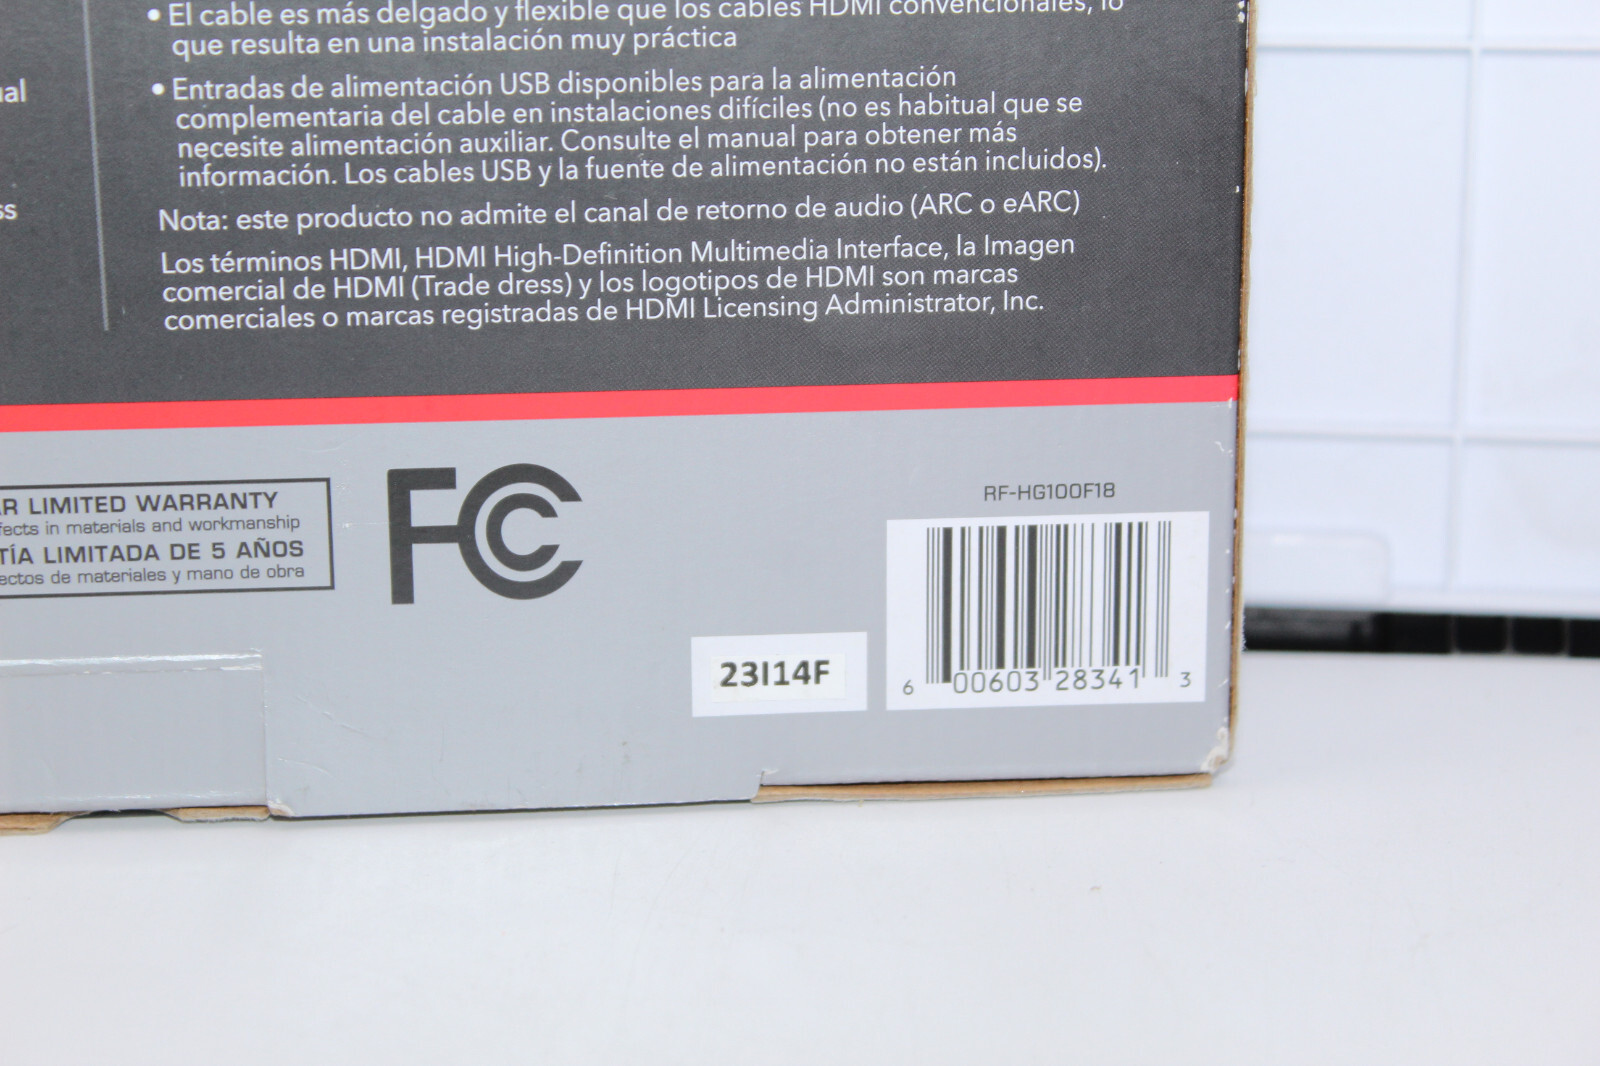 • El cable es más delgado y flexible que los cables HDMI convencionales, lo
que resulta en una instalación muy práctica
• Entradas de alimentación USB disponibles para la alimentación
complementaria del cable en instalaciones difíciles (no es habitual que se
necesite alimentación auxiliar. Consulte el manual para obtener más
información. Los cables USB y la fuente de alimentación no están incluidos).
Nota: este producto no admite el canal de retorno de audio (ARC o eARC)
Los términos HDMI, HDMI High-Definition Multimedia Interface, la Imagen
comercial de HDMI (Trade dress) y los logotipos de HDMI son marcas
comerciales o marcas registradas de HDMI Licensing Administrator, Inc.
LIMITED WARRANTY
in materials and workmanship
LIMITADA DE 5 AÑOS
de materiales y mano de obra
FC
RF-HG100F18
23I14F
6 00603 28341 3